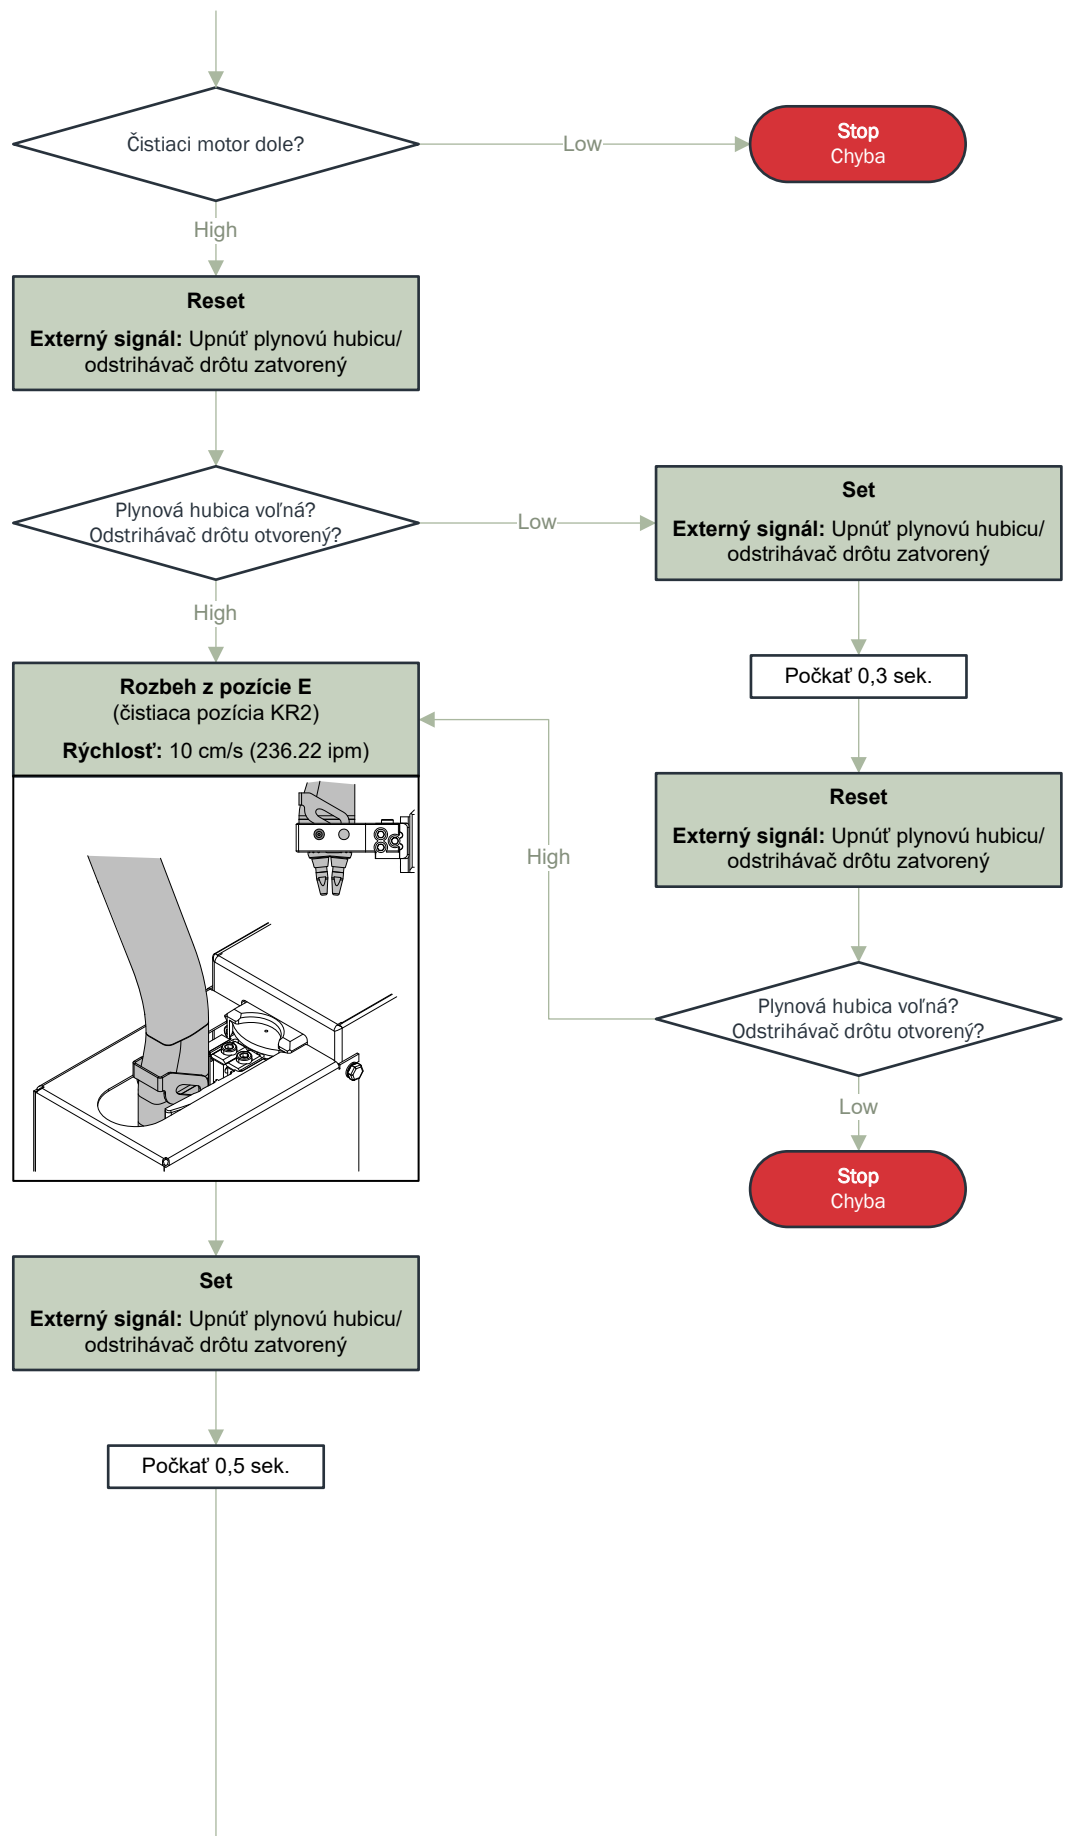 Čistiaci motor dole?
Low
Stop
Chyba
High
Reset
Externý signál: Upnúť plynovú hubicu/
odstrihávač drôtu zatvorený
Plynová hubica voľná?
Odstrihávač drôtu otvorený?
Low
Set
Externý signál: Upnúť plynovú hubicu/
odstrihávač drôtu zatvorený
High
Počkať 0,3 sek.
Rozbeh z pozície E
(čistiaca pozícia KR2)
Rýchlosť: 10 cm/s (236.22 ipm)
Reset
Externý signál: Upnúť plynovú hubicu/
odstrihávač drôtu zatvorený
High
Plynová hubica voľná?
Odstrihávač drôtu otvorený?
Low
Stop
Chyba
Set
Externý signál: Upnúť plynovú hubicu/
odstrihávač drôtu zatvorený
Počkať 0,5 sek.